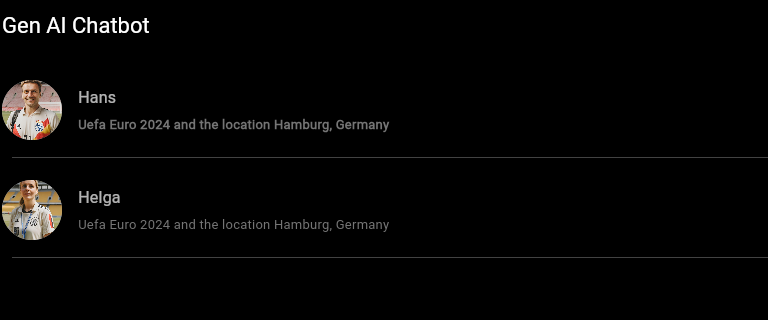 Gen AI Chatbot
Hans
Uefa Euro 2024 and the location Hamburg, Germany
Helga
Uefa Euro 2024 and the location Hamburg, Germany